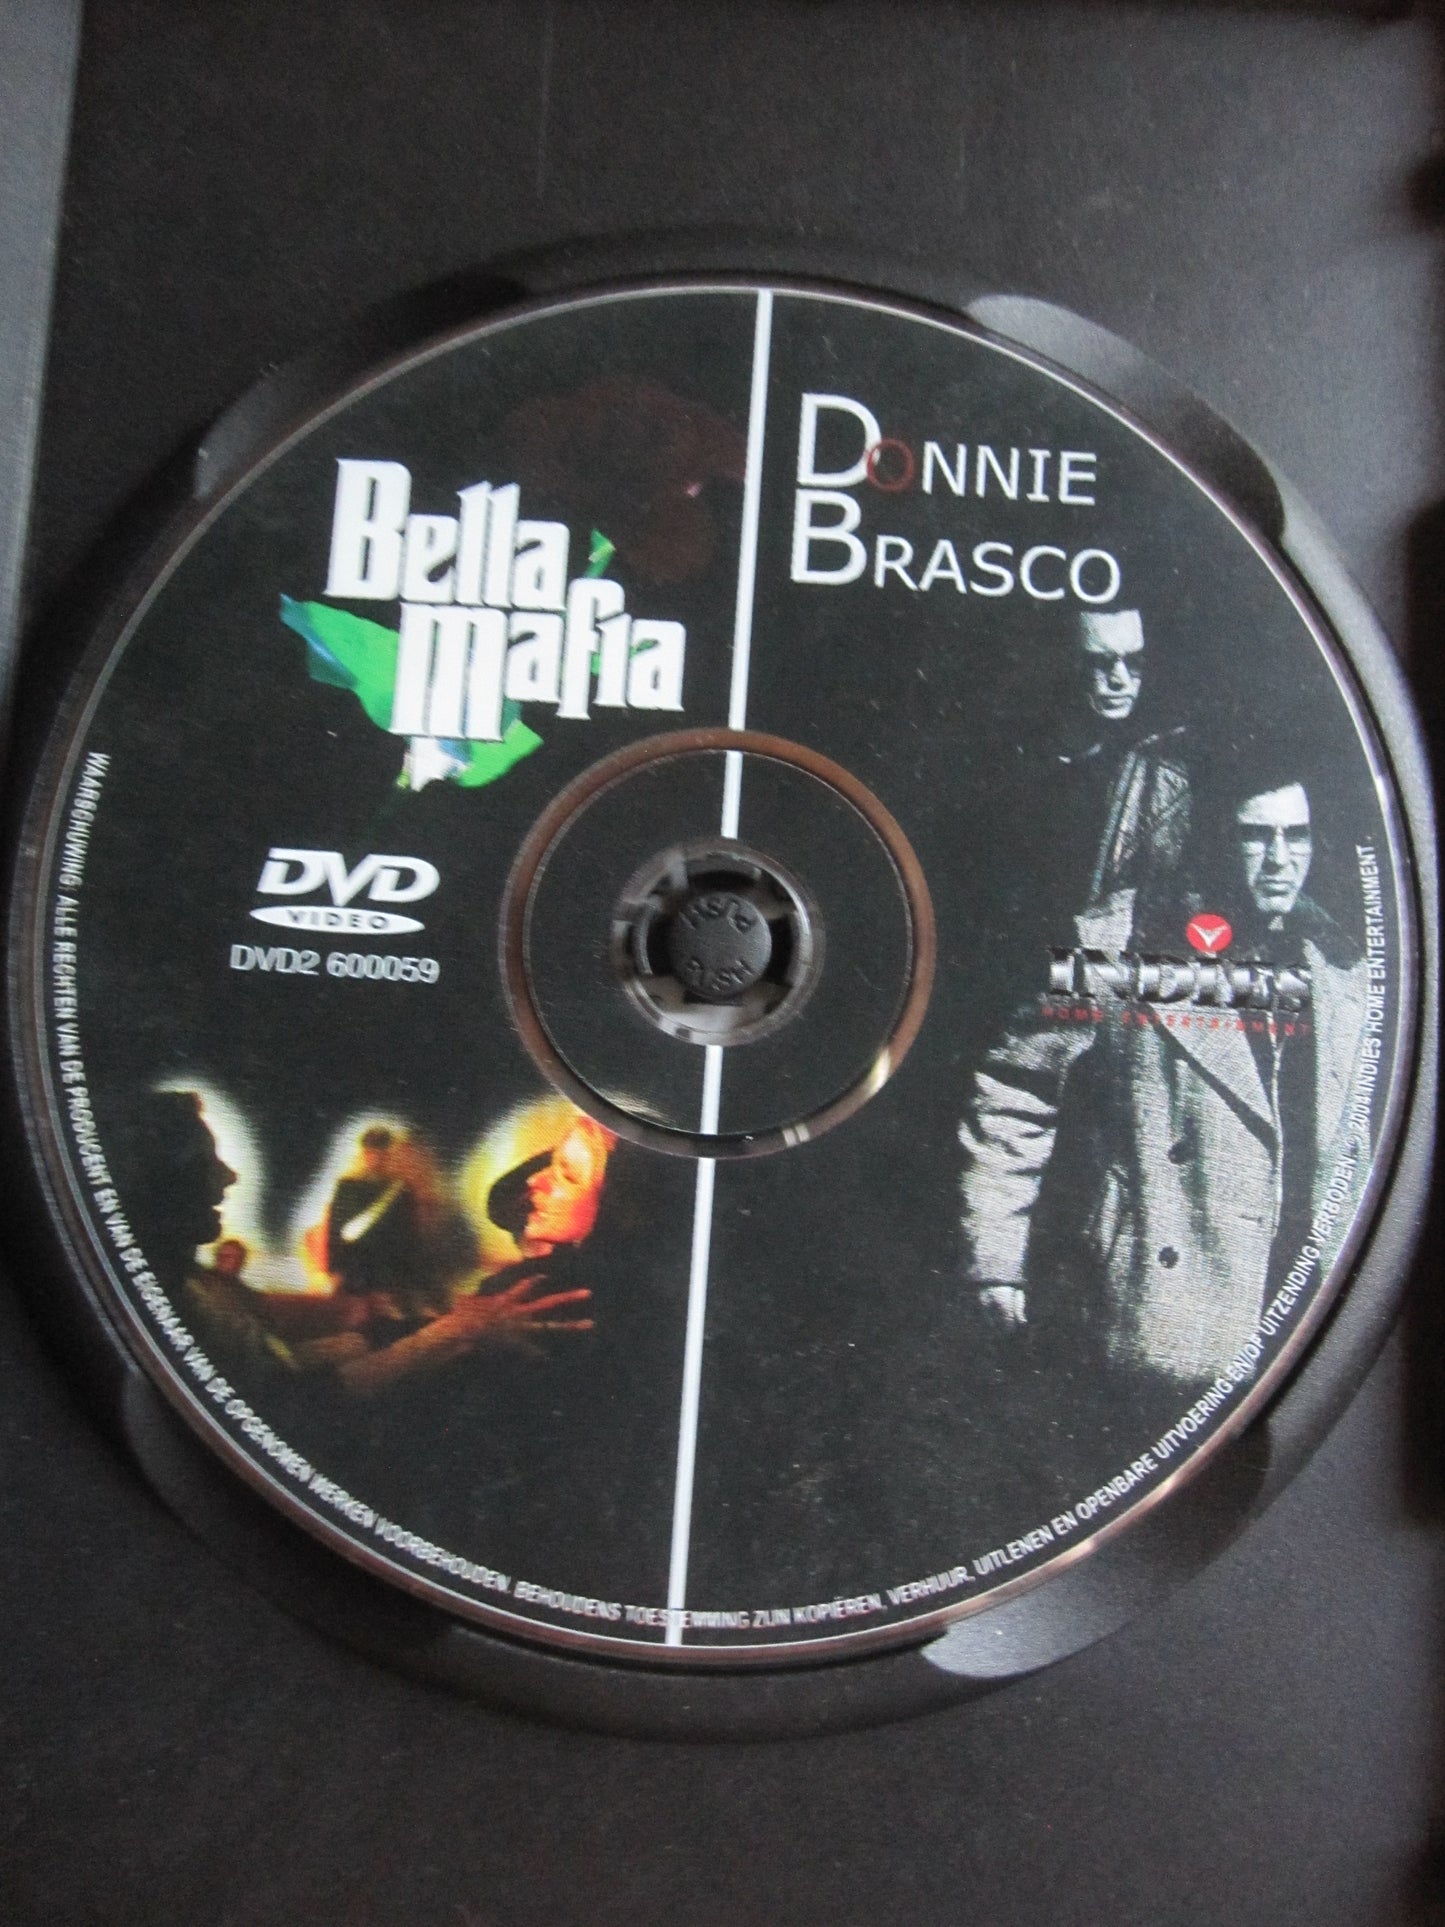 Bella
mafia
DONNIE
BRASCO
DVD
VIDEO
DVD2 600059
PUSH
PUSH
INDIES
HOME ENTERTAINMENT
WAARSCHUWING: ALLE RECHTEN VAN DE PRODUCENT EN VAN DE EIGENAAR VAN DE OPGENOMEN WERKEN VOORBEHOUDEN. BEHOUDENS TOESTEMMING ZIJN KOPIËREN, VERHUUR, UITLENEN EN OPENBARE UITVOERING EN/OF UITZENDING VERBODEN. 2004 INDIES HOME ENTERTAINMENT.